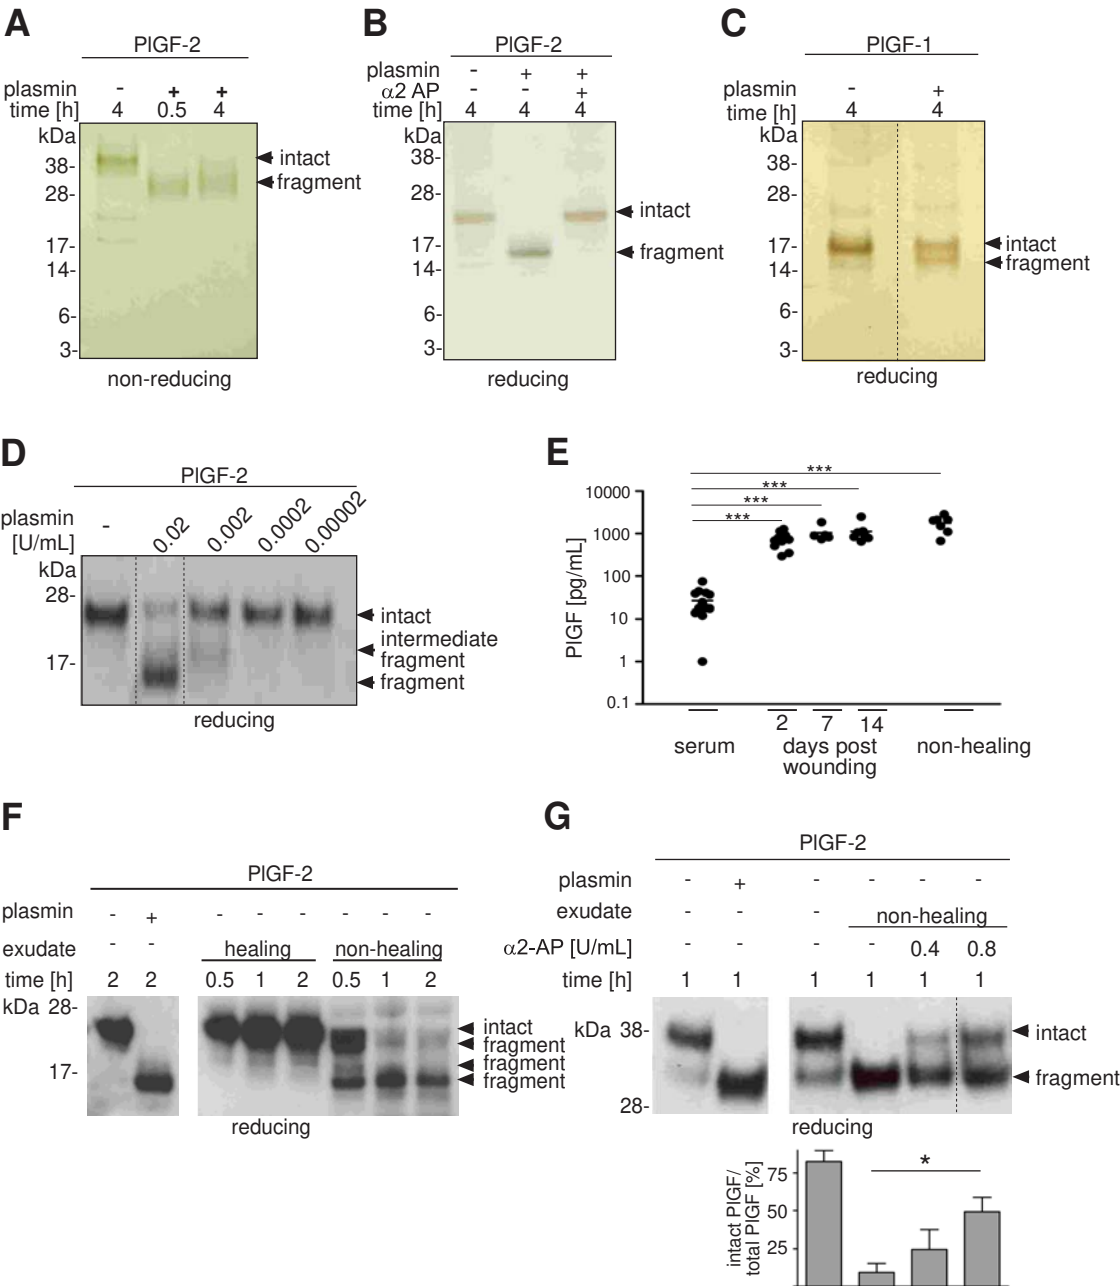 A
PlGF-2
plasmin - + +
time [h] 4 0.5 4
kDa
38-
28-
17-
14-
6-
3-
intact
fragment
non-reducing
B
PlGF-2
plasmin - + +
α2 AP - - +
time [h] 4 4 4
kDa
38-
28-
17-
14-
6-
3-
intact
fragment
reducing
C
PlGF-1
plasmin - +
time [h] 4 4
kDa
38-
28-
17-
14-
6-
3-
intact
fragment
reducing
D
PlGF-2
plasmin [U/mL] - 0.02 0.002 0.0002 0.00002
kDa
28-
17-
intact
intermediate
fragment
fragment
reducing
E
PlGF [pg/mL]
10000
1000
100
10
1
0.1
***
***
***
***
serum
2 7 14
days post
wounding
non-healing
F
PlGF-2
plasmin - + - - - - - -
exudate - - healing non-healing
time [h] 2 2 0.5 1 2 0.5 1 2
kDa 28-
17-
intact
fragment
fragment
fragment
reducing
G
PlGF-2
plasmin - + - - - -
exudate - - - non-healing
α2-AP [U/mL] - - - - 0.4 0.8
time [h] 1 1 1 1 1 1
kDa 38-
28-
intact
fragment
reducing
intact PlGF/
total PlGF [%]
75
50
25
*